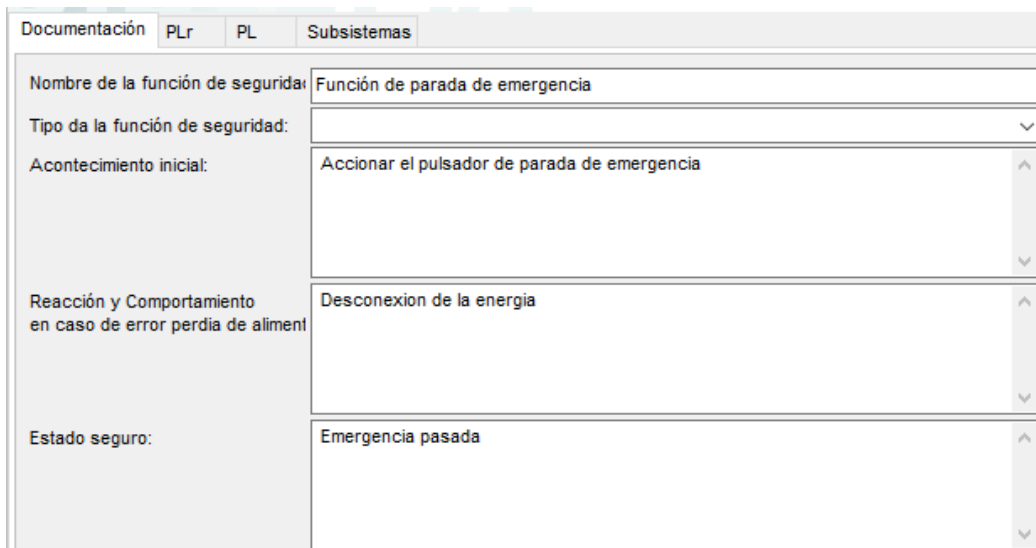 Documentación PLr PL Subsistemas
Nombre de la función de seguridad Función de parada de emergencia
Tipo da la función de seguridad:
Acontecimiento inicial: Accionar el pulsador de parada de emergencia
Reacción y Comportamiento Desconexion de la energia
en caso de error perdia de aliment
Estado seguro: Emergencia pasada